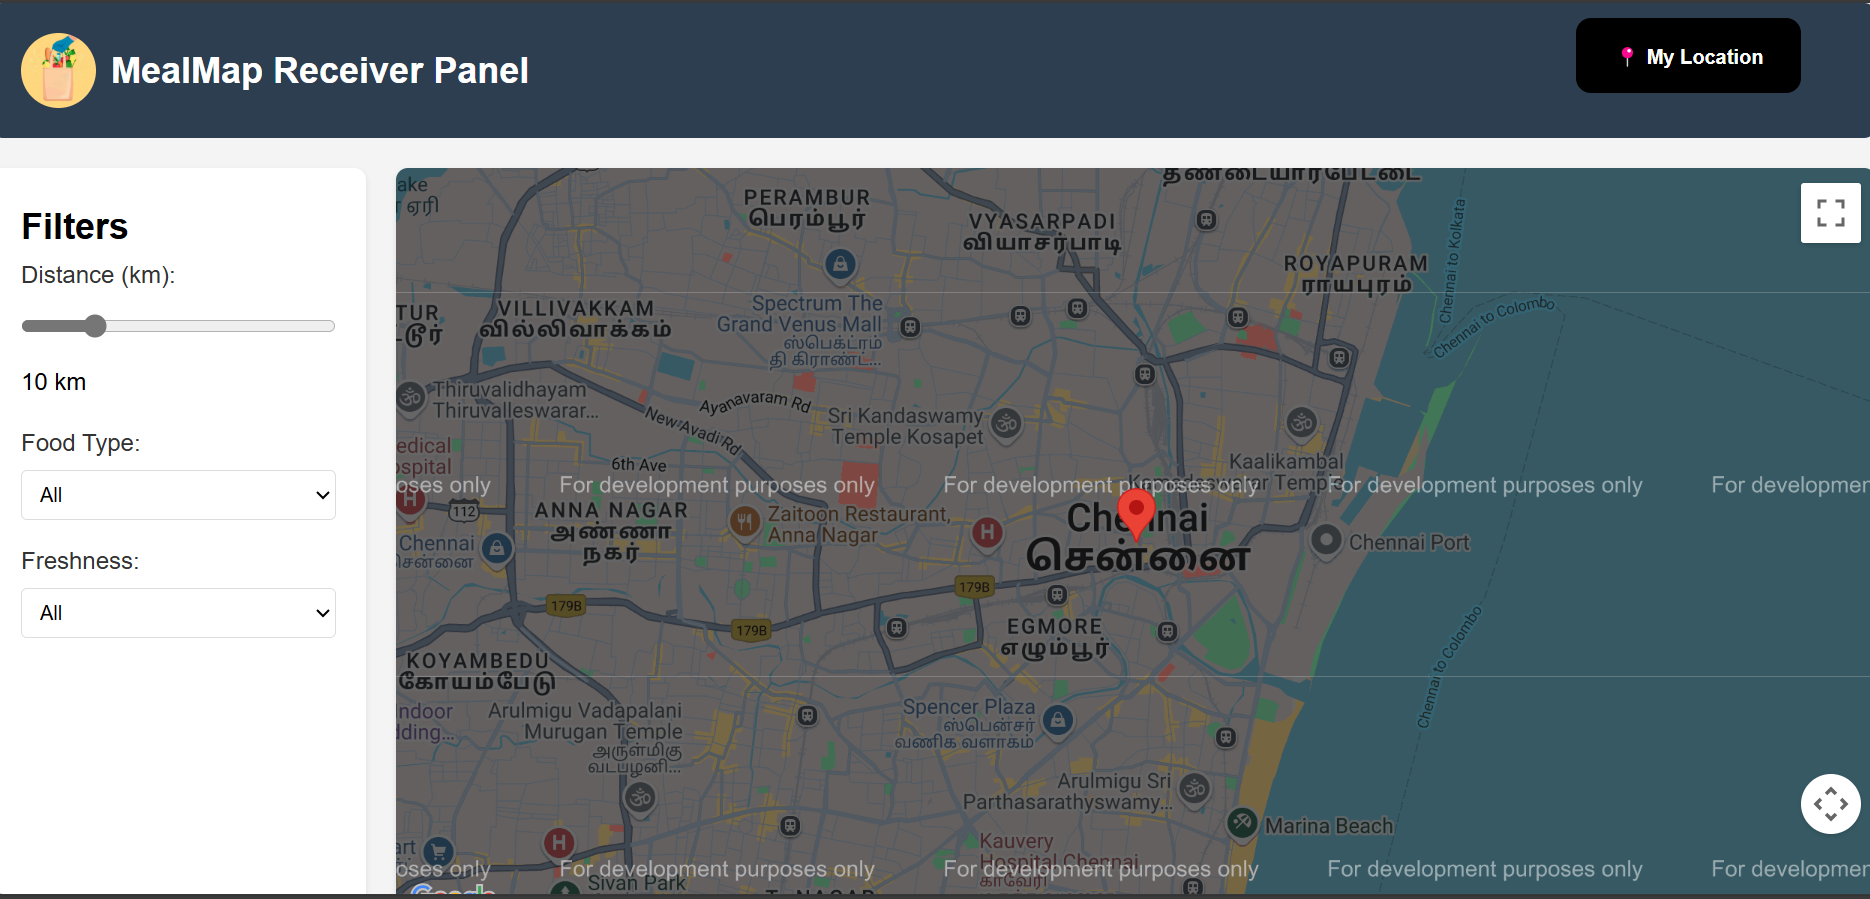 MealMap Receiver Panel
📍 My Location
Filters
Distance (km):
10 km
Food Type:
All
Freshness:
All
ake
ஏரி
PERAMBUR
பெரம்பூர்
VYASARPADI
வியாசர்பாடி
தண்டையார்பேட்டை
ROYAPURAM
ராயபுரம்
Chennai to Kolkata
Chennai to Colombo
TUR
டூர்
VILLIVAKKAM
வில்லிவாக்கம்
Spectrum The
Grand Venus Mall
ஸ்பெக்ட்ரம்
தி கிராண்ட்...
Thiruvalidhayam
Thiruvalleswarar...
New Avadi Rd
Ayanavaram Rd
Sri Kandaswamy
Temple Kosapet
edical
ospital
6th Ave
Kaalikambal
Kamadeswarar Temple
oses only
For development purposes only
For development purposes only
For development purposes only
For developmen
112
ANNA NAGAR
அண்ணா
நகர்
Zaitoon Restaurant,
Anna Nagar
Chennai
சென்னை
Chennai
சென்னை
Chennai Port
179B
179B
179B
EGMORE
எழும்பூர்
KOYAMBEDU
கோயம்பேடு
Chennai to Colombo
Indoor
dding...
Arulmigu Vadapalani
Murugan Temple
அருள்மிகு
வடபழனி...
Spencer Plaza
ஸ்பென்சர்
வணிக வளாகம்
Arulmigu Sri
Parthasarathyswamy...
Marina Beach
art
Kauvery
Hospital Chennai
காவேரி
oses only
For development purposes only
For development purposes only
For development purposes only
For developmen
Google
Sivan Park
T. NAGAR